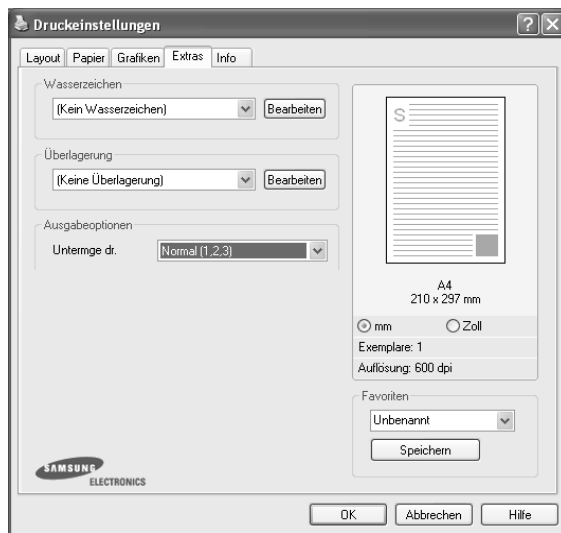 Druckeinstellungen
Layout Papier Grafiken Extras Info
Wasserzeichen
(Kein Wasserzeichen) Bearbeiten
Überlagerung
(Keine Überlagerung) Bearbeiten
Ausgabeoptionen
Untermge dr. Normal (1,2,3)
S
A4
210 x 297 mm
mm Zoll
Exemplare: 1
Auflösung: 600 dpi
Favoriten
Unbenannt
Speichern
SAMSUNG
ELECTRONICS
OK Abbrechen Hilfe